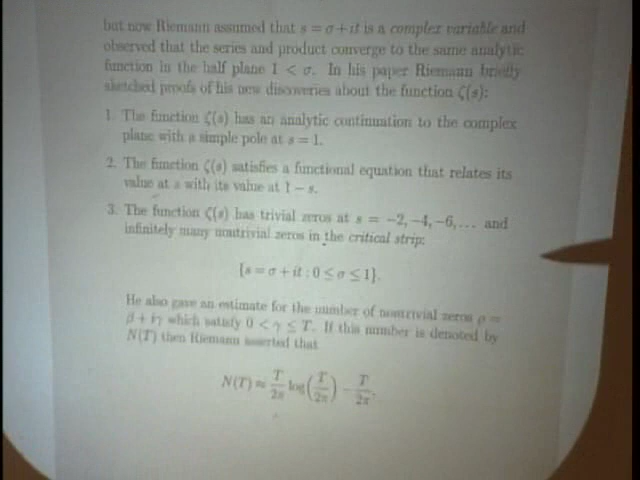 but now Riemann assumed that s = σ + it is a complex variable and
observed that the series and product converge to the same analytic
function in the half plane 1 < σ. In his paper Riemann briefly
sketched proofs of his new discoveries about the function ζ(s):
1. The function ζ(s) has an analytic continuation to the complex
plane with a simple pole at s = 1.
2. The function ζ(s) satisfies a functional equation that relates its
value at s with its value at 1 − s.
3. The function ζ(s) has trivial zeros at s = −2, −4, −6, ... and
infinitely many nontrivial zeros in the critical strip:
{s = σ + it : 0 ≤ σ ≤ 1}.
He also gave an estimate for the number of nontrivial zeros ρ =
β + iγ which satisfy 0 < γ ≤ T. If this number is denoted by
N(T) then Riemann asserted that
N(T) ≈ T/2π log(T/2π) − T/2π.